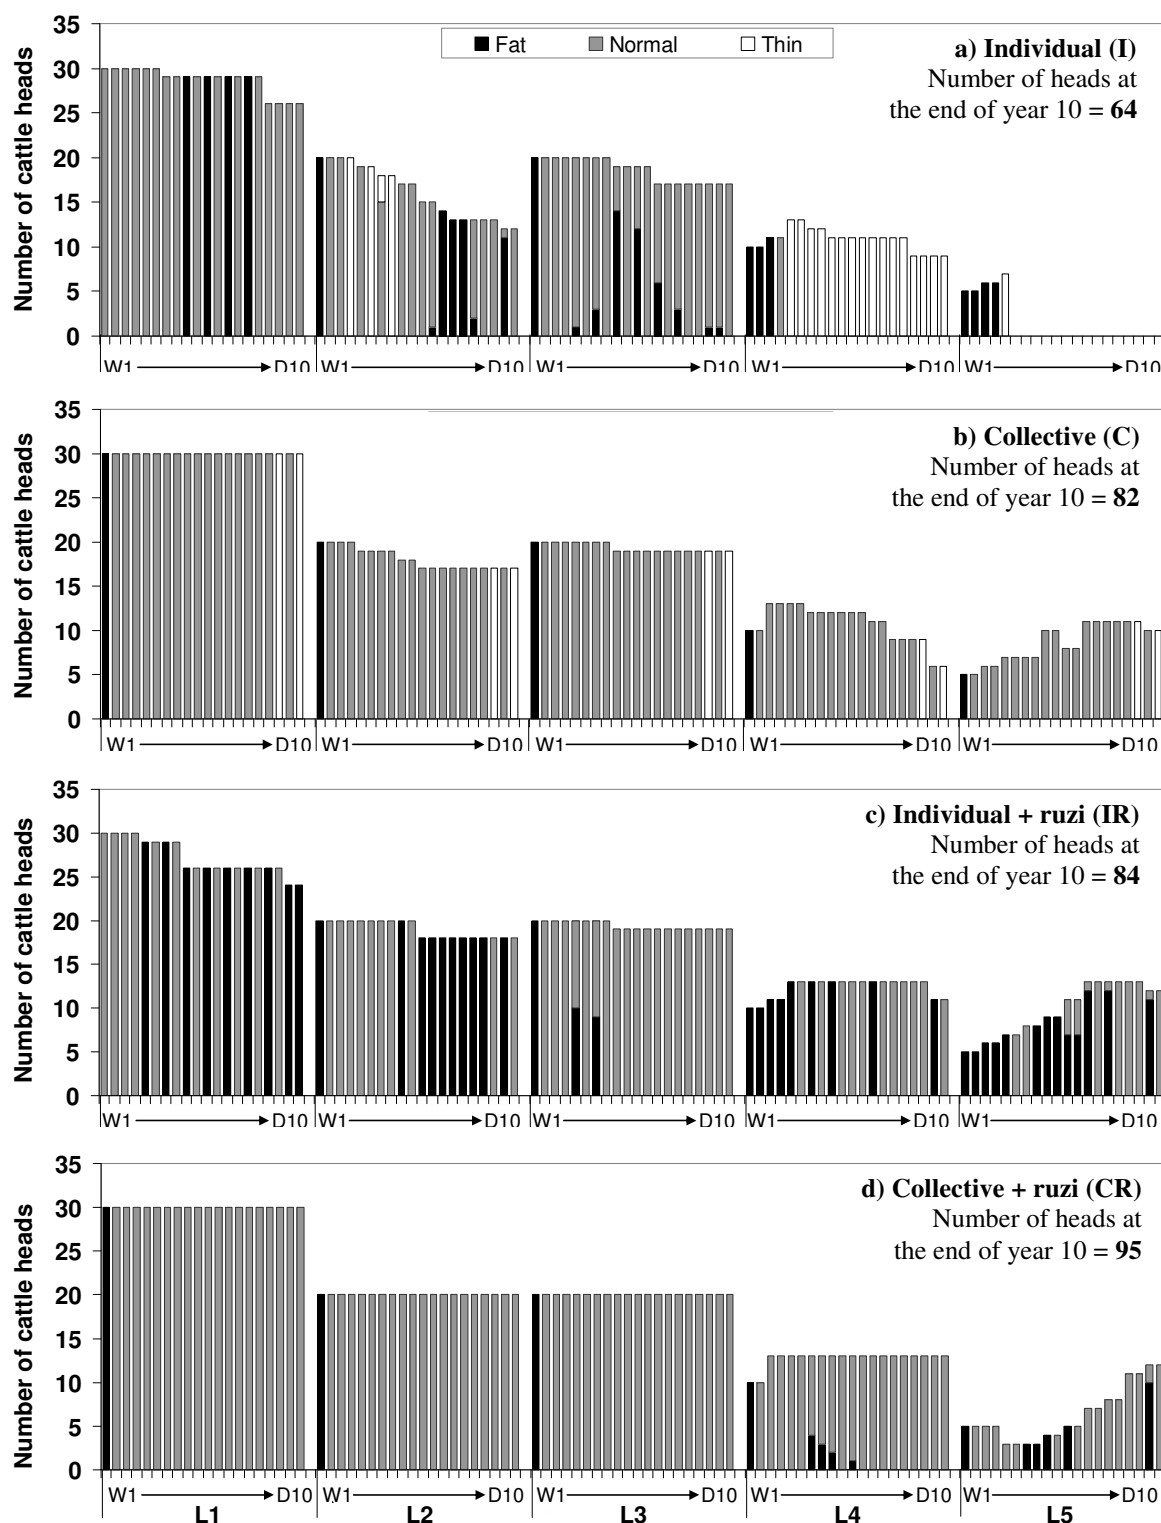 35
30
25
20
15
10
5
0
Number of cattle heads
Fat Normal Thin
a) Individual (I)
Number of heads at
the end of year 10 = 64
W1 D10 W1 D10 W1 D10 W1 D10 W1 D10
35
30
25
20
15
10
5
0
Number of cattle heads
b) Collective (C)
Number of heads at
the end of year 10 = 82
W1 D10 W1 D10 W1 D10 W1 D10 W1 D10
35
30
25
20
15
10
5
0
Number of cattle heads
c) Individual + ruzi (IR)
Number of heads at
the end of year 10 = 84
W1 D10 W1 D10 W1 D10 W1 D10 W1 D10
35
30
25
20
15
10
5
0
Number of cattle heads
d) Collective + ruzi (CR)
Number of heads at
the end of year 10 = 95
W1 D10 W1 D10 W1 D10 W1 D10 W1 D10
L1 L2 L3 L4 L5